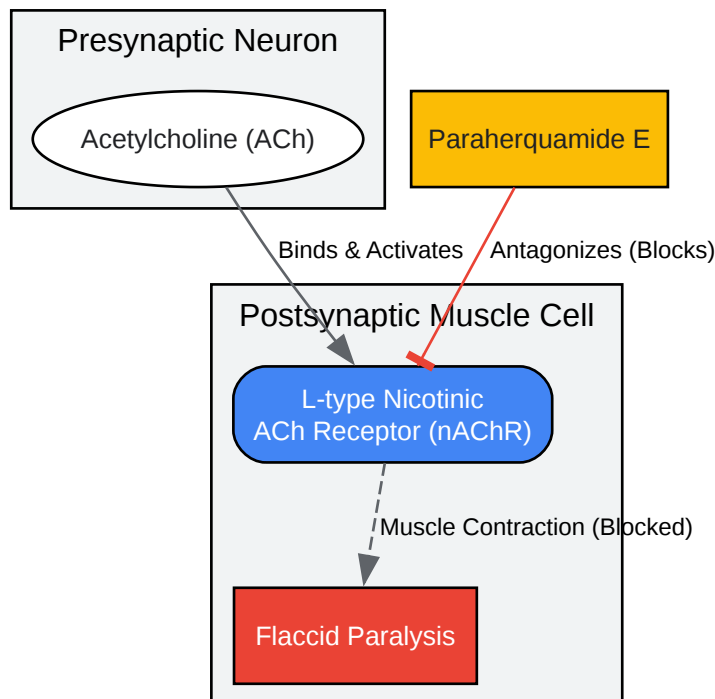 Presynaptic Neuron
Acetylcholine (ACh)
Paraherquamide E
Binds & Activates
Antagonizes (Blocks)
Postsynaptic Muscle Cell
L-type Nicotinic
ACh Receptor (nAChR)
Muscle Contraction (Blocked)
Flaccid Paralysis